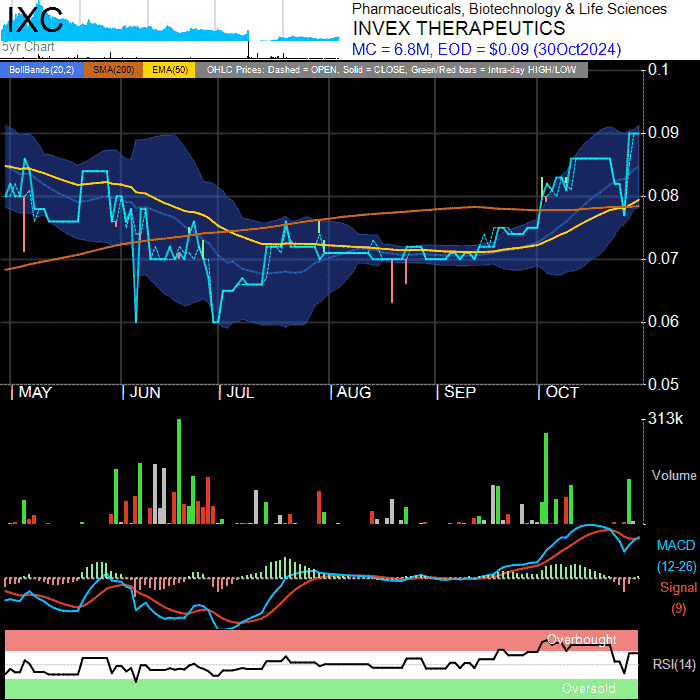 IXC
5yr Chart
Pharmaceuticals, Biotechnology & Life Sciences
INVEX THERAPEUTICS
MC = 6.8M, EOD = $0.09 (30Oct2024)
BollBands(20,2) SMA(200) EMA(50) OHLC Prices: Dashed = OPEN, Solid = CLOSE, Green/Red bars = Intra-day HIGH/LOW
0.1
0.09
0.08
0.07
0.06
0.05
| MAY | JUN | JUL | AUG | SEP | OCT
313k
Volume
MACD
(12-26)
Signal
(9)
Overbought
RSI(14)
Oversold